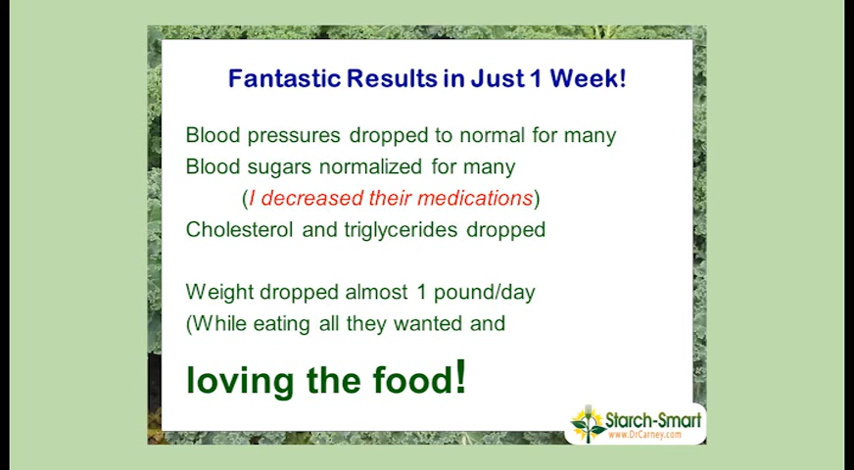 Fantastic Results in Just 1 Week!
Blood pressures dropped to normal for many
Blood sugars normalized for many
(I decreased their medications)
Cholesterol and triglycerides dropped
Weight dropped almost 1 pound/day
(While eating all they wanted and
loving the food!
Starch-Smart
www.DrCarney.com